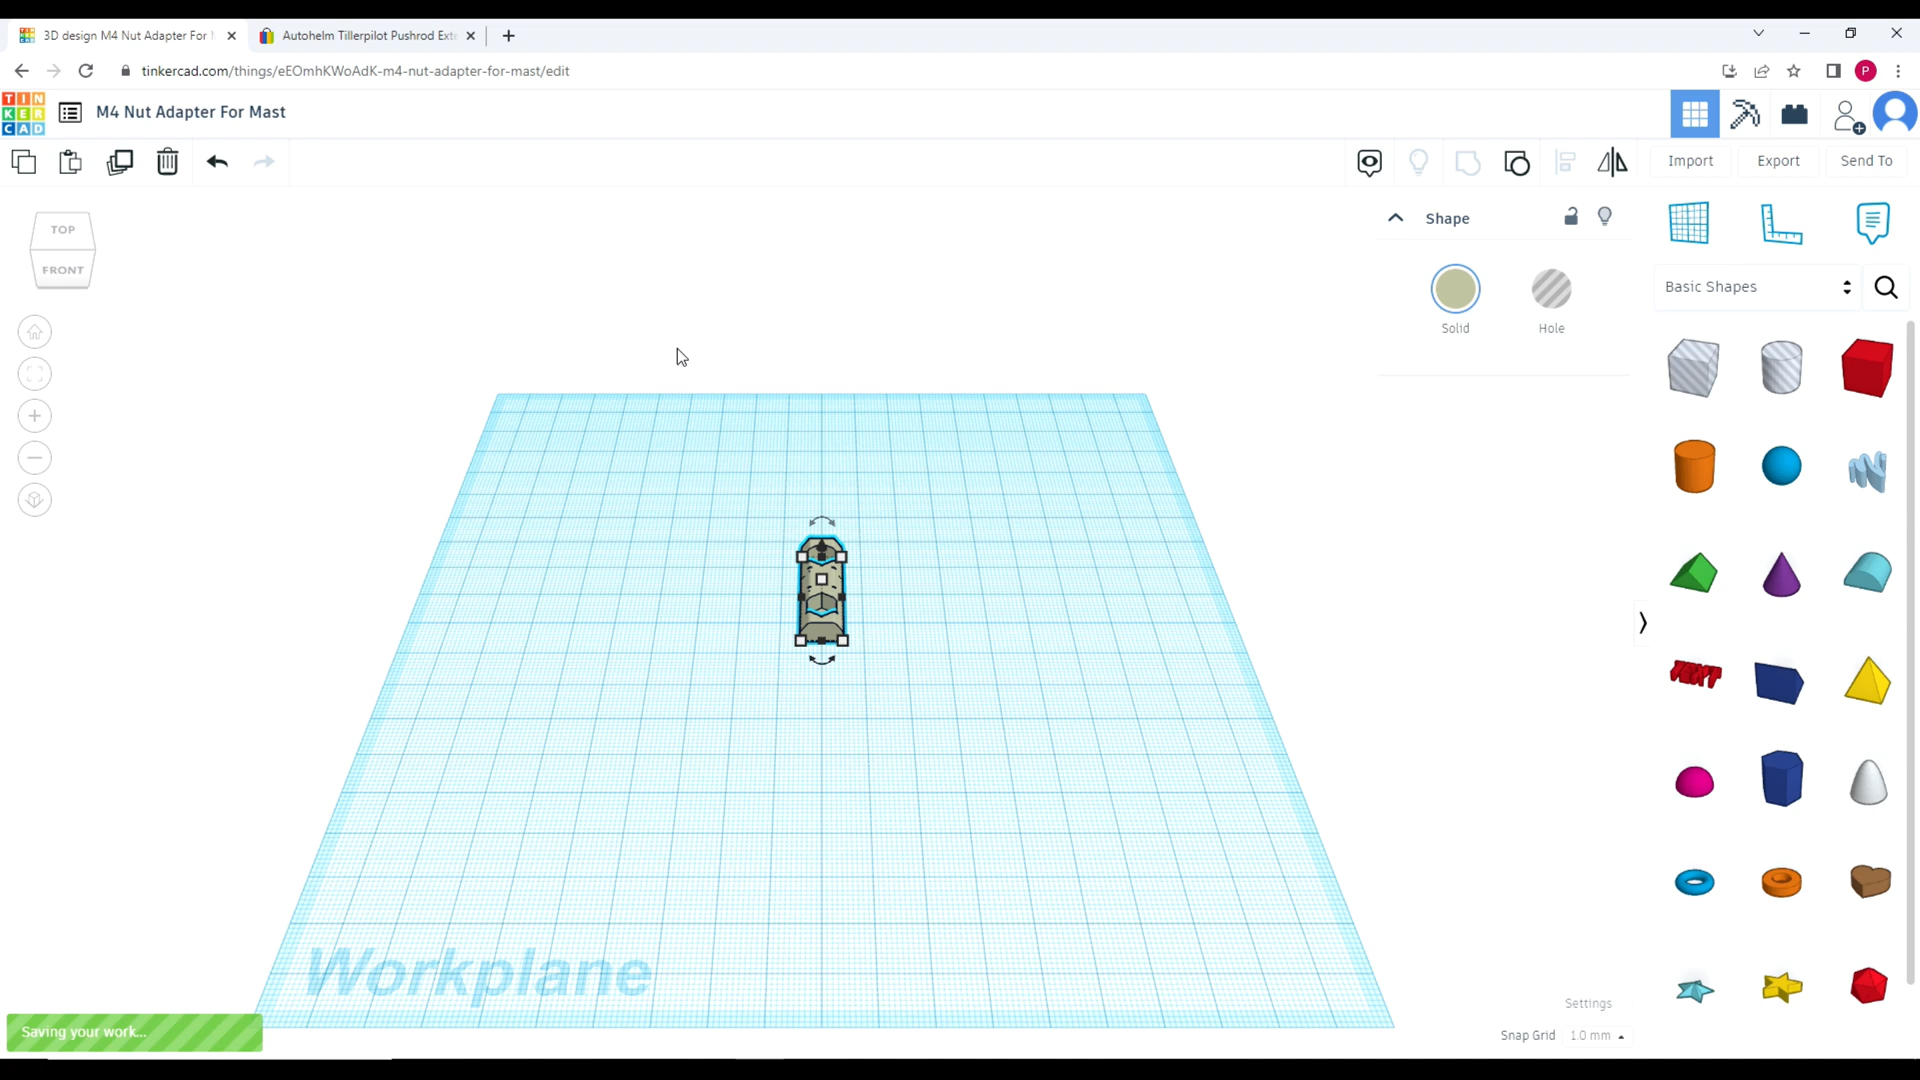 3D design M4 Nut Adapter For
Autohelm Tillerpilot Pushrod Exte
tinkercad.com/things/eEOmhKWoAdK-m4-nut-adapter-for-mast/edit
P
TIN
KER
CAD
M4 Nut Adapter For Mast
Import
Export
Send To
TOP
FRONT
Shape
Solid
Hole
Basic Shapes
TEXT
Workplane
Saving your work...
Settings
Snap Grid 1.0 mm